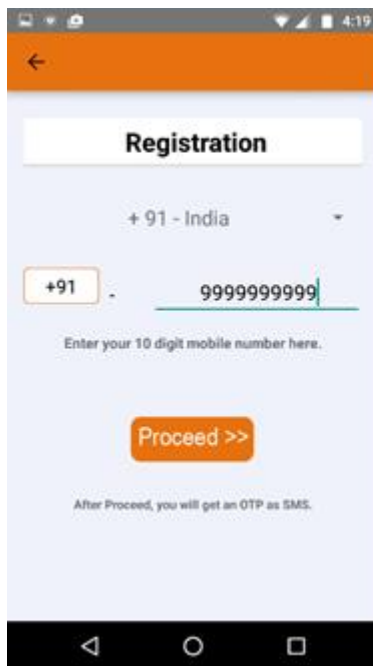 4:19
Registration
+ 91 - India
+91 - 9999999999
Enter your 10 digit mobile number here.
Proceed >>
After Proceed, you will get an OTP as SMS.